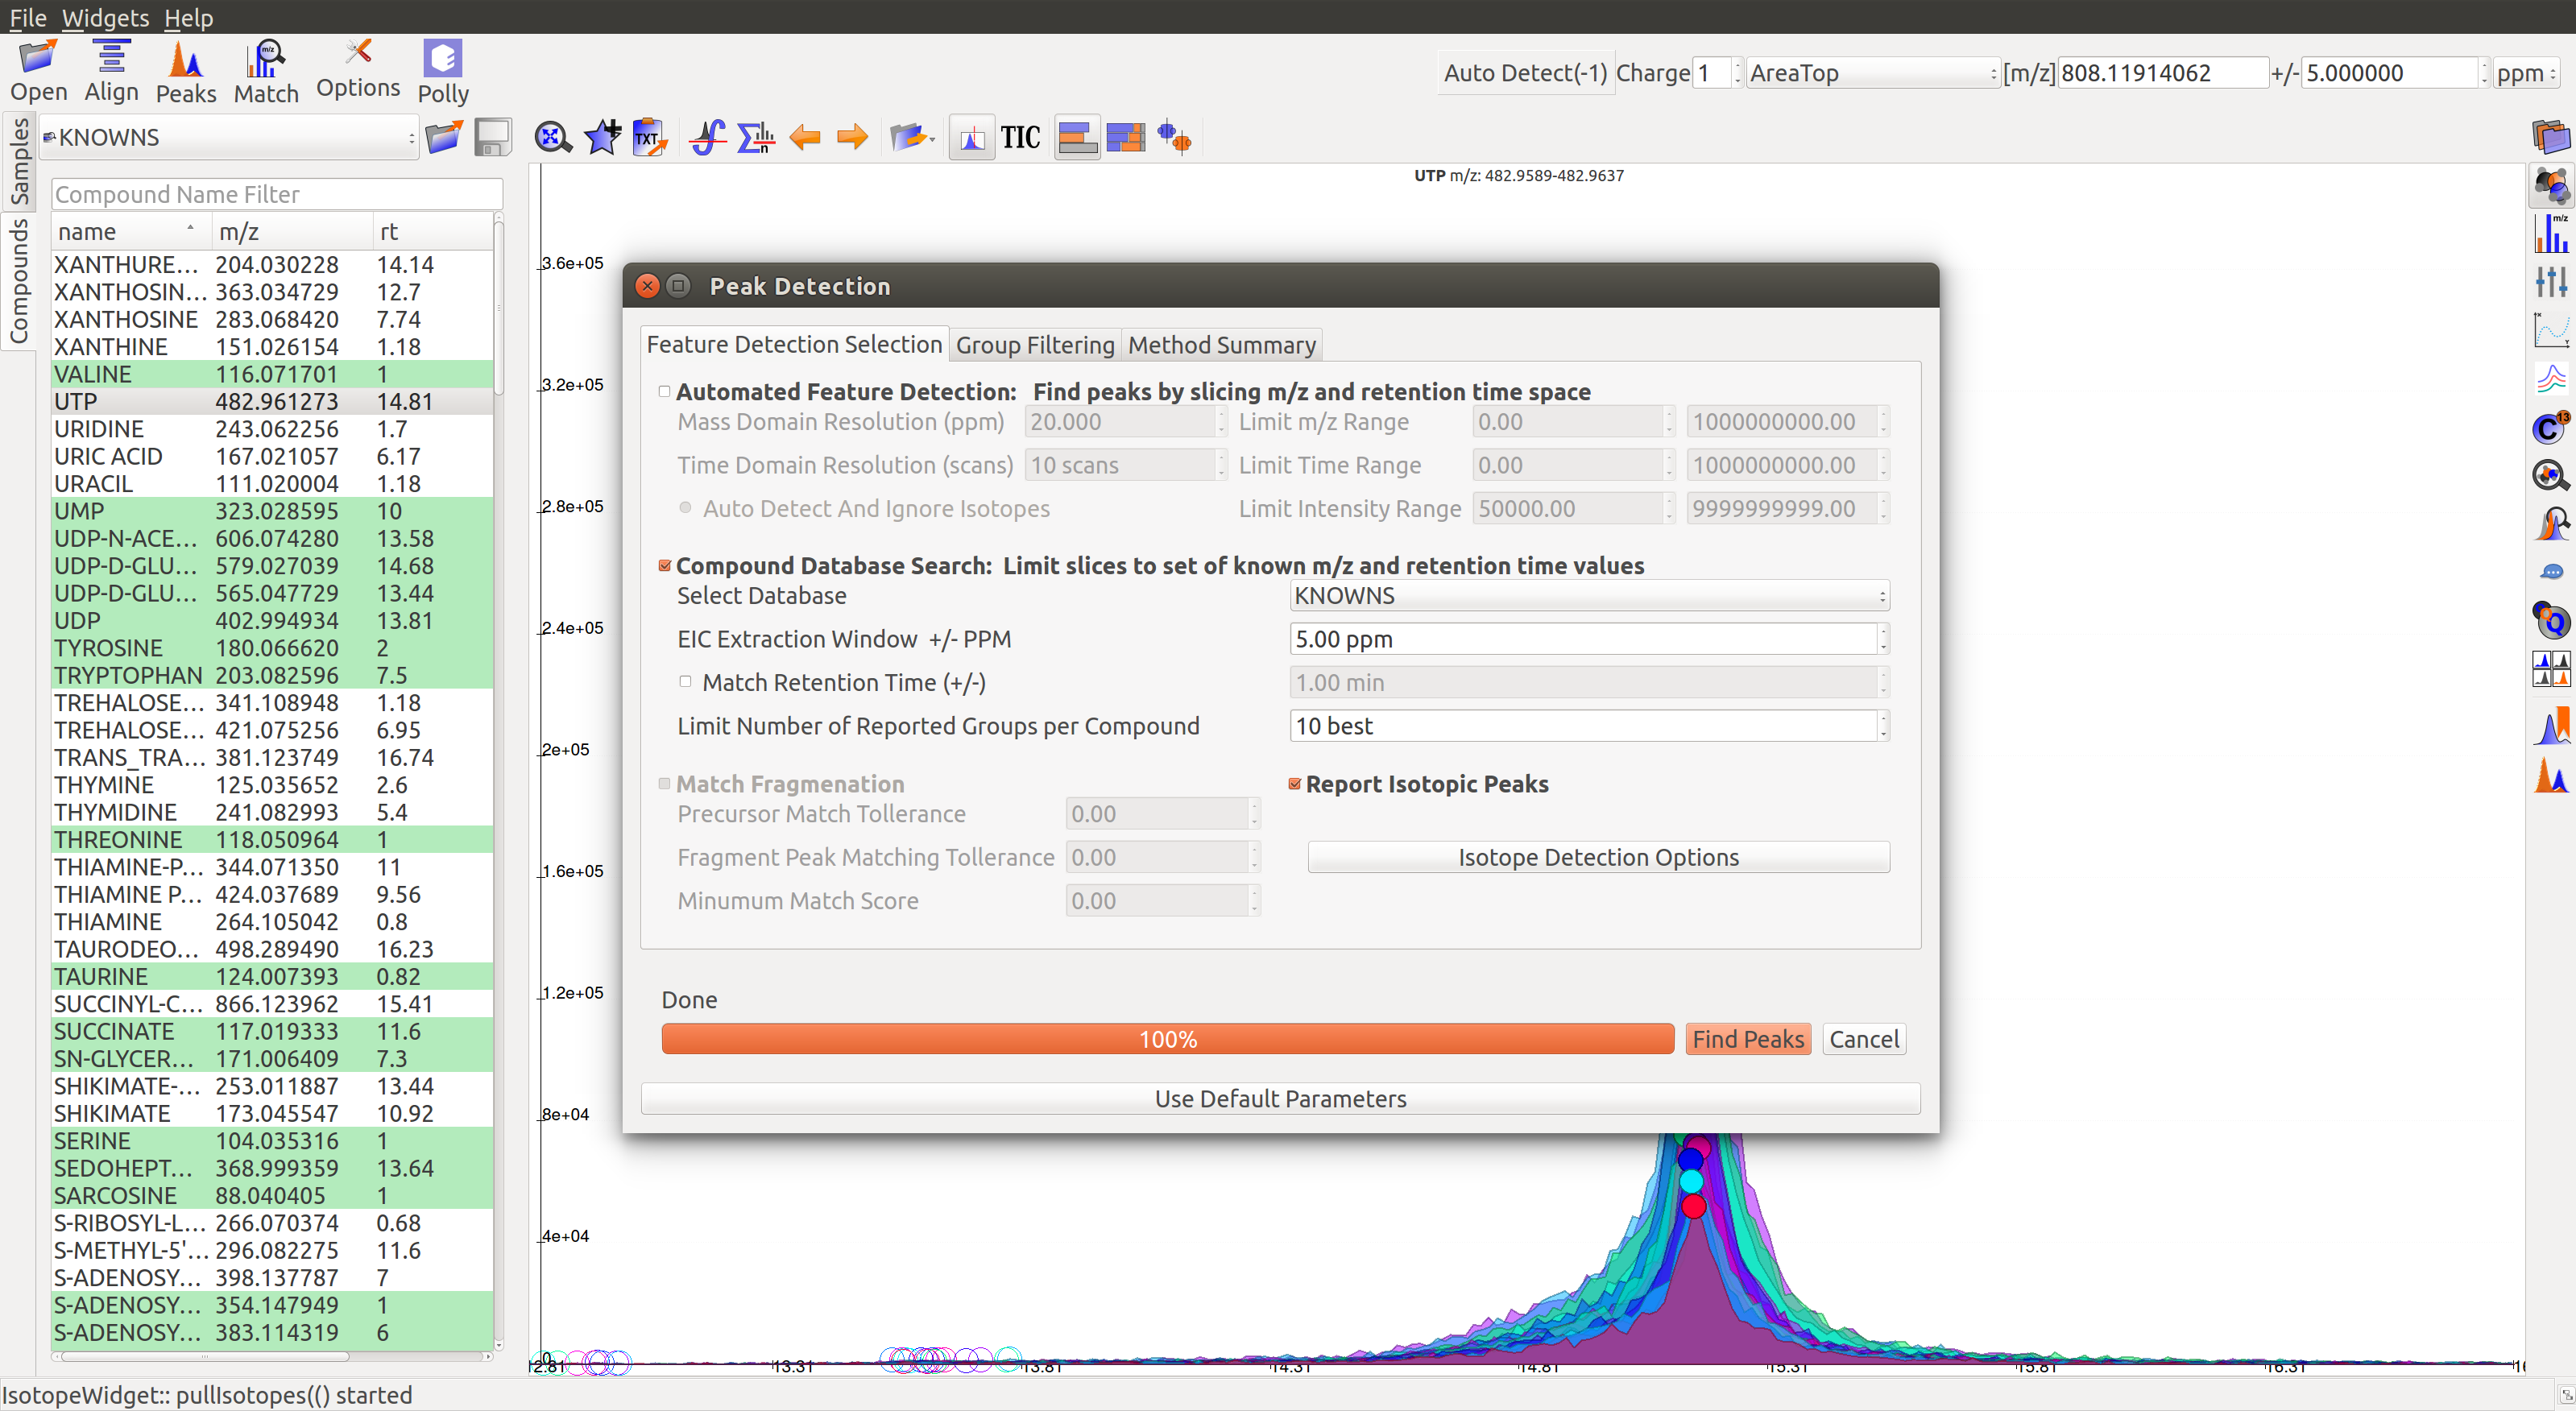 File Widgets Help
Open Align Peaks Match Options Polly
Auto Detect(-1) Charge 1 AreaTop [m/z] 808.11914062 +/- 5.000000 ppm
Samples
Compounds
KNOWNS
TXT TIC
Compound Name Filter
name m/z rt
XANTHURE... 204.030228 14.14
XANTHOSIN... 363.034729 12.7
XANTHOSINE 283.068420 7.74
XANTHINE 151.026154 1.18
VALINE 116.071701 1
UTP 482.961273 14.81
URIDINE 243.062256 1.7
URIC ACID 167.021057 6.17
URACIL 111.020004 1.18
UMP 323.028595 10
UDP-N-ACE... 606.074280 13.58
UDP-D-GLU... 579.027039 14.68
UDP-D-GLU... 565.047729 13.44
UDP 402.994934 13.81
TYROSINE 180.066620 2
TRYPTOPHAN 203.082596 7.5
TREHALOSE... 341.108948 1.18
TREHALOSE... 421.075256 6.95
TRANS_TRA... 381.123749 16.74
THYMINE 125.035652 2.6
THYMIDINE 241.082993 5.4
THREONINE 118.050964 1
THIAMINE-P... 344.071350 11
THIAMINE P... 424.037689 9.56
THIAMINE 264.105042 0.8
TAURODEO... 498.289490 16.23
TAURINE 124.007393 0.82
SUCCINYL-C... 866.123962 15.41
SUCCINATE 117.019333 11.6
SN-GLYCER... 171.006409 7.3
SHIKIMATE-... 253.011887 13.44
SHIKIMATE 173.045547 10.92
SERINE 104.035316 1
SEDOHEPT... 368.999359 13.64
SARCOSINE 88.040405 1
S-RIBOSYL-L... 266.070374 0.68
S-METHYL-5'... 296.082275 11.6
S-ADENOSY... 398.137787 7
S-ADENOSY... 354.147949 1
S-ADENOSY... 383.114319 6
UTP m/z: 482.9589-482.9637
3.6e+05
3.2e+05
2.8e+05
2.4e+05
2e+05
1.6e+05
1.2e+05
8e+04
4e+04
0
12.81 13.31 13.81 14.31 14.81 15.31 15.81 16.31
Peak Detection
Feature Detection Selection Group Filtering Method Summary
Automated Feature Detection: Find peaks by slicing m/z and retention time space
Mass Domain Resolution (ppm) 20.000 Limit m/z Range 0.00 1000000000.00
Time Domain Resolution (scans) 10 scans Limit Time Range 0.00 1000000000.00
Auto Detect And Ignore Isotopes Limit Intensity Range 50000.00 9999999999.00
Compound Database Search: Limit slices to set of known m/z and retention time values
Select Database KNOWNS
EIC Extraction Window +/- PPM 5.00 ppm
Match Retention Time (+/-) 1.00 min
Limit Number of Reported Groups per Compound 10 best
Match Fragmenation Report Isotopic Peaks
Precursor Match Tollerance 0.00
Fragment Peak Matching Tollerance 0.00 Isotope Detection Options
Minumum Match Score 0.00
Done
100% Find Peaks Cancel
Use Default Parameters
IsotopeWidget:: pullIsotopes(() started